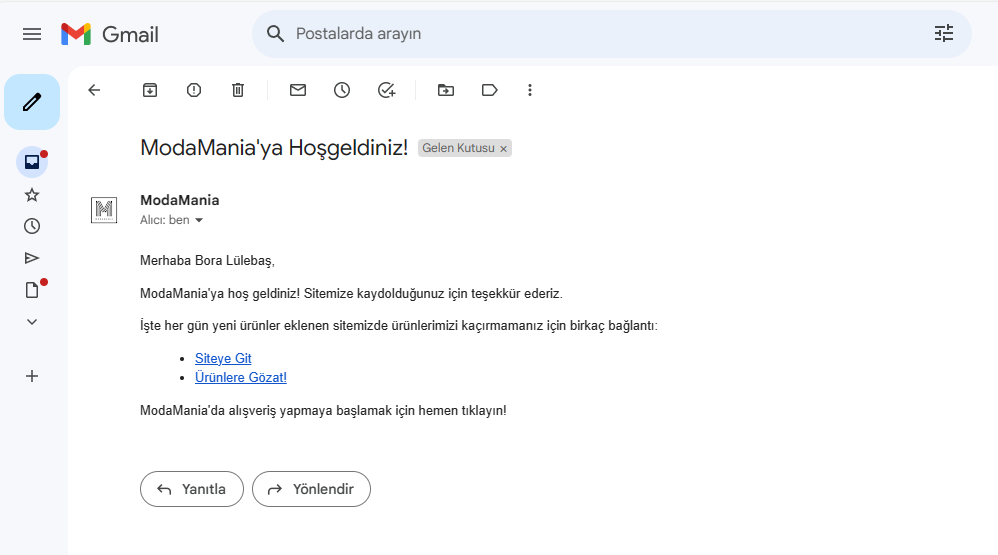 Gmail
Postalarda arayın
ModaMania'ya Hoşgeldiniz! Gelen Kutusu ×
ModaMania
Alıcı: ben
Merhaba Bora Lülebaş,
ModaMania'ya hoş geldiniz! Sitemize kaydolduğunuz için teşekkür ederiz.
İşte her gün yeni ürünler eklenen sitemizde ürünlerimizi kaçırmamanız için birkaç bağlantı:
• Siteye Git
• Ürünlere Gözat!
ModaMania'da alışveriş yapmaya başlamak için hemen tıklayın!
Yanıtla Yönlendir